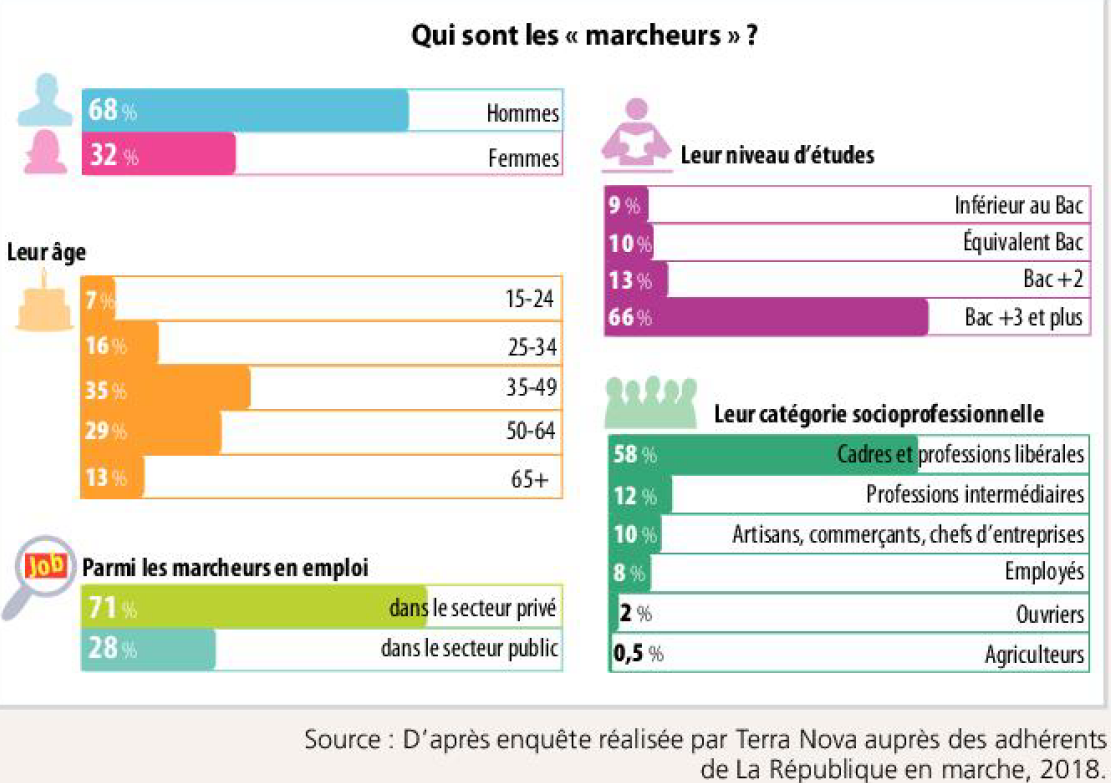 Qui sont les « marcheurs » ?
68 % Hommes
32 % Femmes
Leur âge
7 % 15-24
16 % 25-34
35 % 35-49
29 % 50-64
13 % 65+
Job Parmi les marcheurs en emploi
71 % dans le secteur privé
28 % dans le secteur public
Leur niveau d’études
9 % Inférieur au Bac
10 % Équivalent Bac
13 % Bac +2
66 % Bac +3 et plus
Leur catégorie socioprofessionnelle
58 % Cadres et professions libérales
12 % Professions intermédiaires
10 % Artisans, commerçants, chefs d’entreprises
8 % Employés
2 % Ouvriers
0,5 % Agriculteurs
Source : D’après enquête réalisée par Terra Nova auprès des adhérents
de La République en marche, 2018.